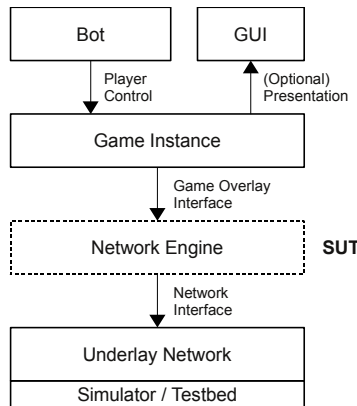 Bot
GUI
Player
Control
(Optional)
Presentation
Game Instance
Game Overlay
Interface
Network Engine
SUT
Network
Interface
Underlay Network
Simulator / Testbed